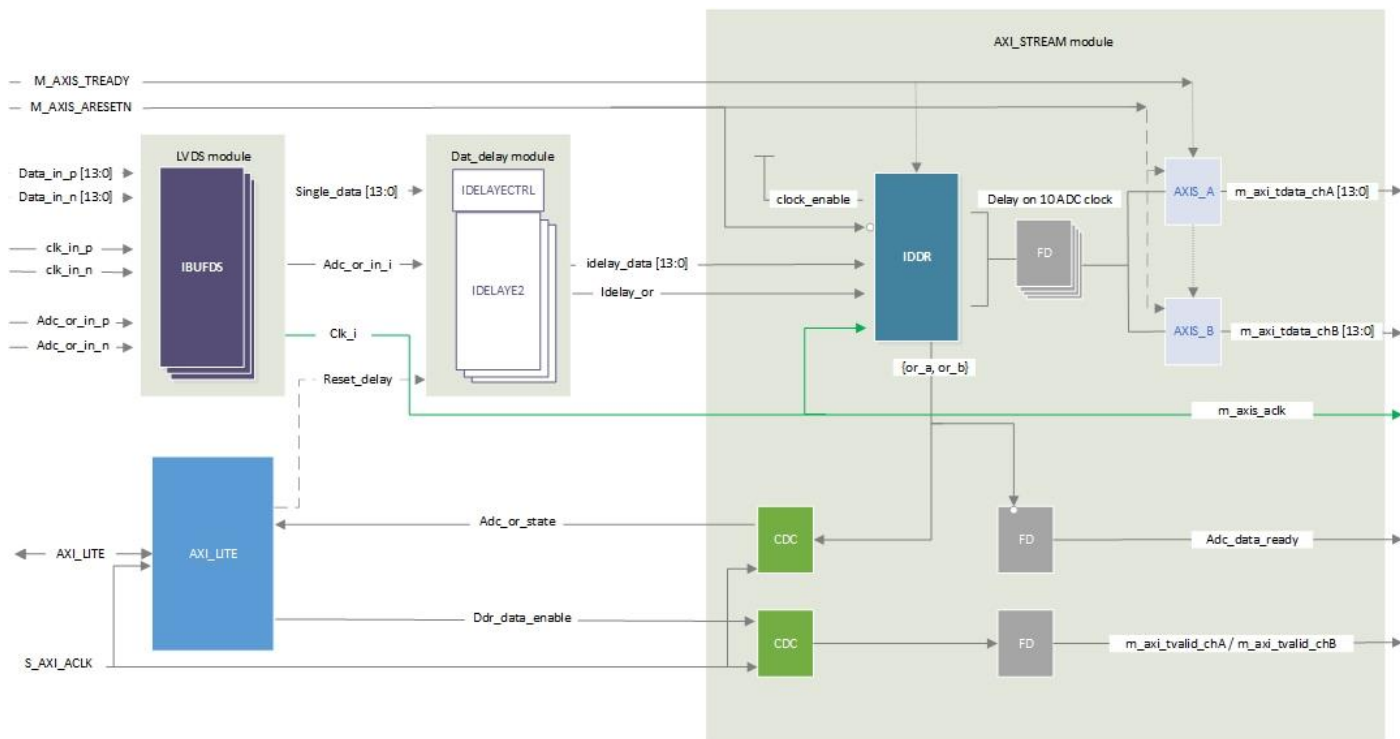 AXI_STREAM module
M_AXIS_TREADY
M_AXIS_ARESETN
LVDS module
Dat_delay module
Data_in_p [13:0]
Data_in_n [13:0]
Single_data [13:0]
IDELAYECTRL
clock_enable
Delay on 10 ADC clock
AXIS_A
m_axi_tdata_chA [13:0]
clk_in_p
clk_in_n
IBUFDS
Adc_or_in_i
IDELAYE2
idelay_data [13:0]
Idelay_or
IDDR
FD
Adc_or_in_p
Adc_or_in_n
Clk_i
AXIS_B
m_axi_tdata_chB [13:0]
{or_a, or_b}
Reset_delay
m_axis_aclk
Adc_or_state
AXI_LITE
AXI_LITE
CDC
FD
Adc_data_ready
Ddr_data_enable
CDC
FD
m_axi_tvalid_chA / m_axi_tvalid_chB
S_AXI_ACLK